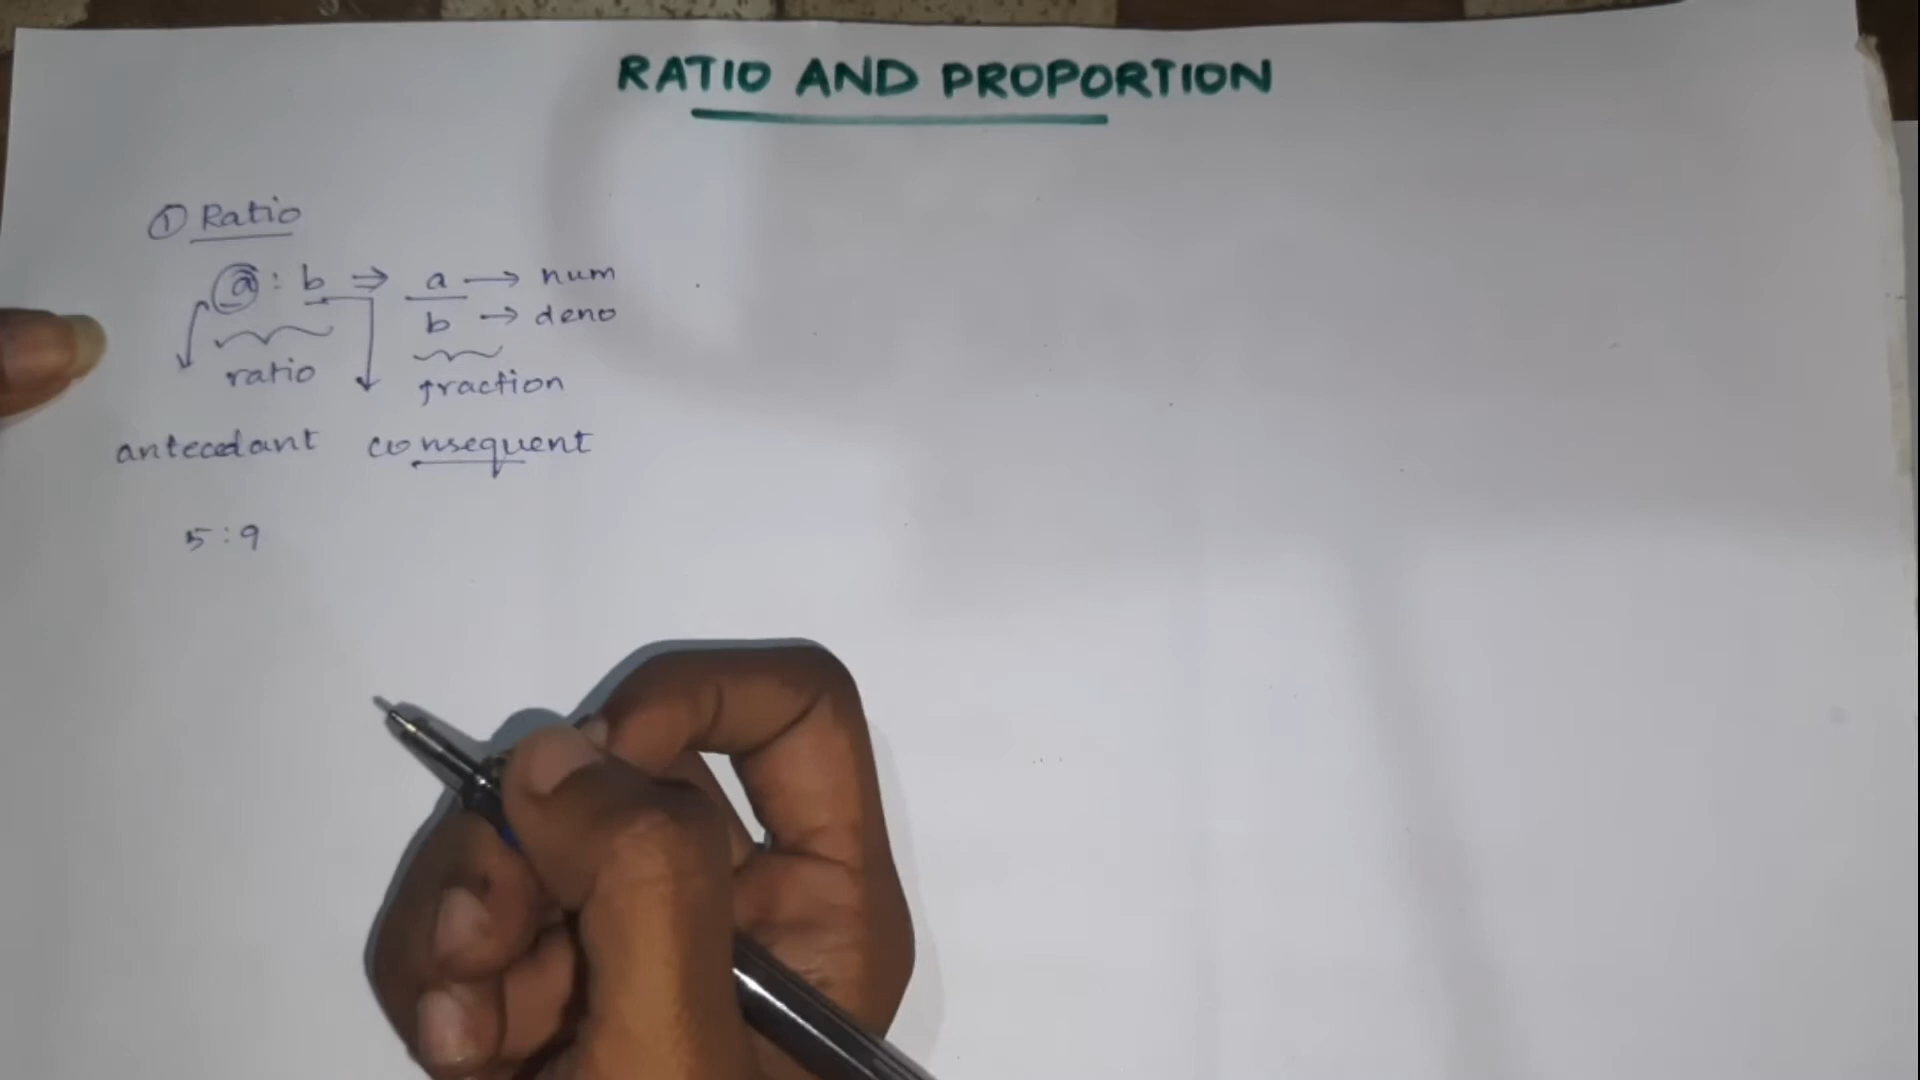 RATIO AND PROPORTION
① Ratio
a : b ⇒ a → num
b → deno
ratio
fraction
antecedant consequent
5 : 9